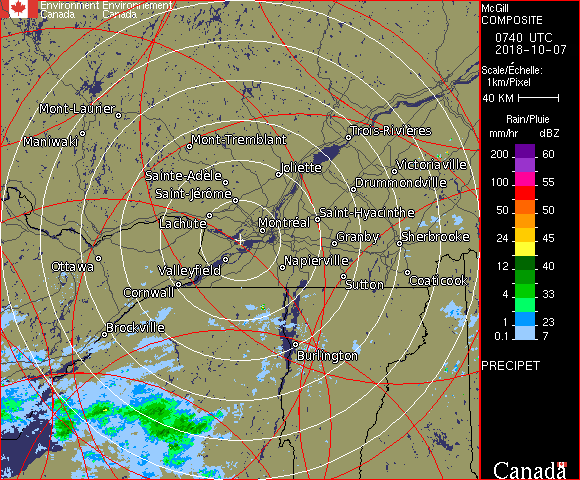 Environment Environnement
Canada Canada
McGill
COMPOSITE
0740 UTC
2018-10-07
Scale/Échelle:
1km/Pixel
40 KM
Rain/Pluie
mm/hr dBZ
200 60
100 55
50 50
24 45
12 40
4 33
1 23
0.1 7
PRECIPET
Canada
Mont-Laurier
Maniwaki
Mont-Tremblant
Trois-Rivières
Sainte-Adèle
Joliette
Victoriaville
Saint-Jérôme
Drummondville
Lachute
Montréal
Saint-Hyacinthe
Granby
Sherbrooke
Ottawa
Valleyfield
Napierville
Cornwall
Sutton
Coaticook
Brockville
Burlington